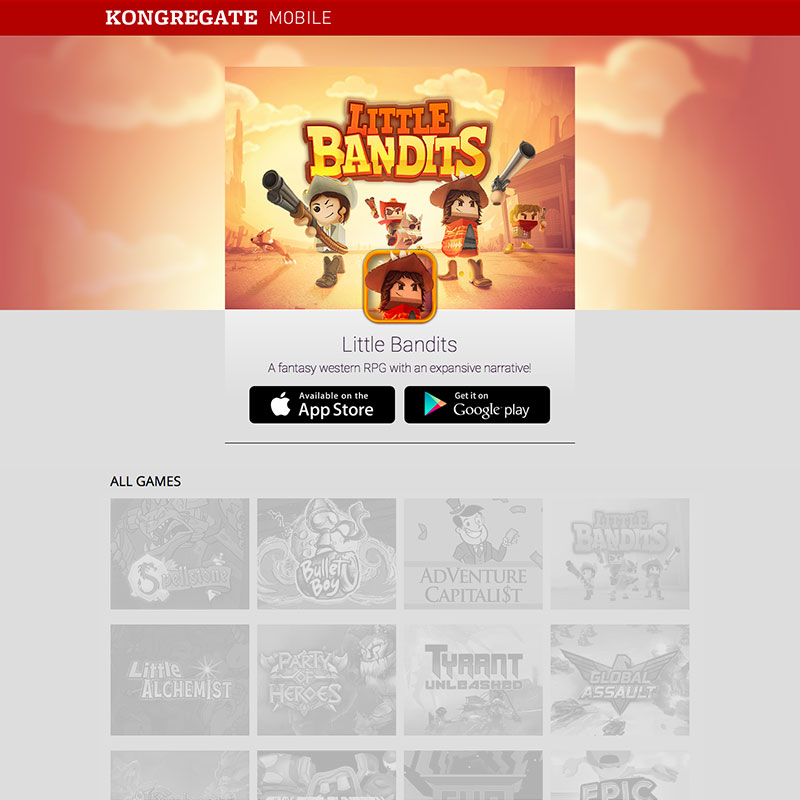 KONGREGATE MOBILE
LITTLE
BANDITS
Little Bandits
A fantasy western RPG with an expansive narrative!
Available on the
App Store
Get it on
Google play
ALL GAMES
Spellstone
Bullet
Boy
ADVENTURE
CAPITALI$T
LITTLE
BANDITS
Little
ALCHEMIST
PARTY
OF
HEROES
TYRANT
UNLEASHED
GLOBAL
ASSAULT
EPIC